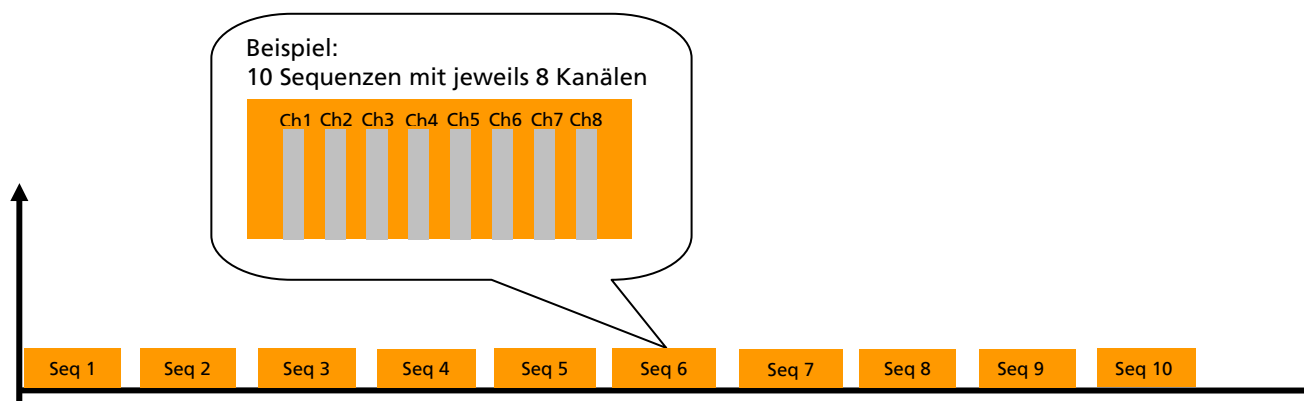 Beispiel:
10 Sequenzen mit jeweils 8 Kanälen
Ch1 Ch2 Ch3 Ch4 Ch5 Ch6 Ch7 Ch8
Seq 1 Seq 2 Seq 3 Seq 4 Seq 5 Seq 6 Seq 7 Seq 8 Seq 9 Seq 10